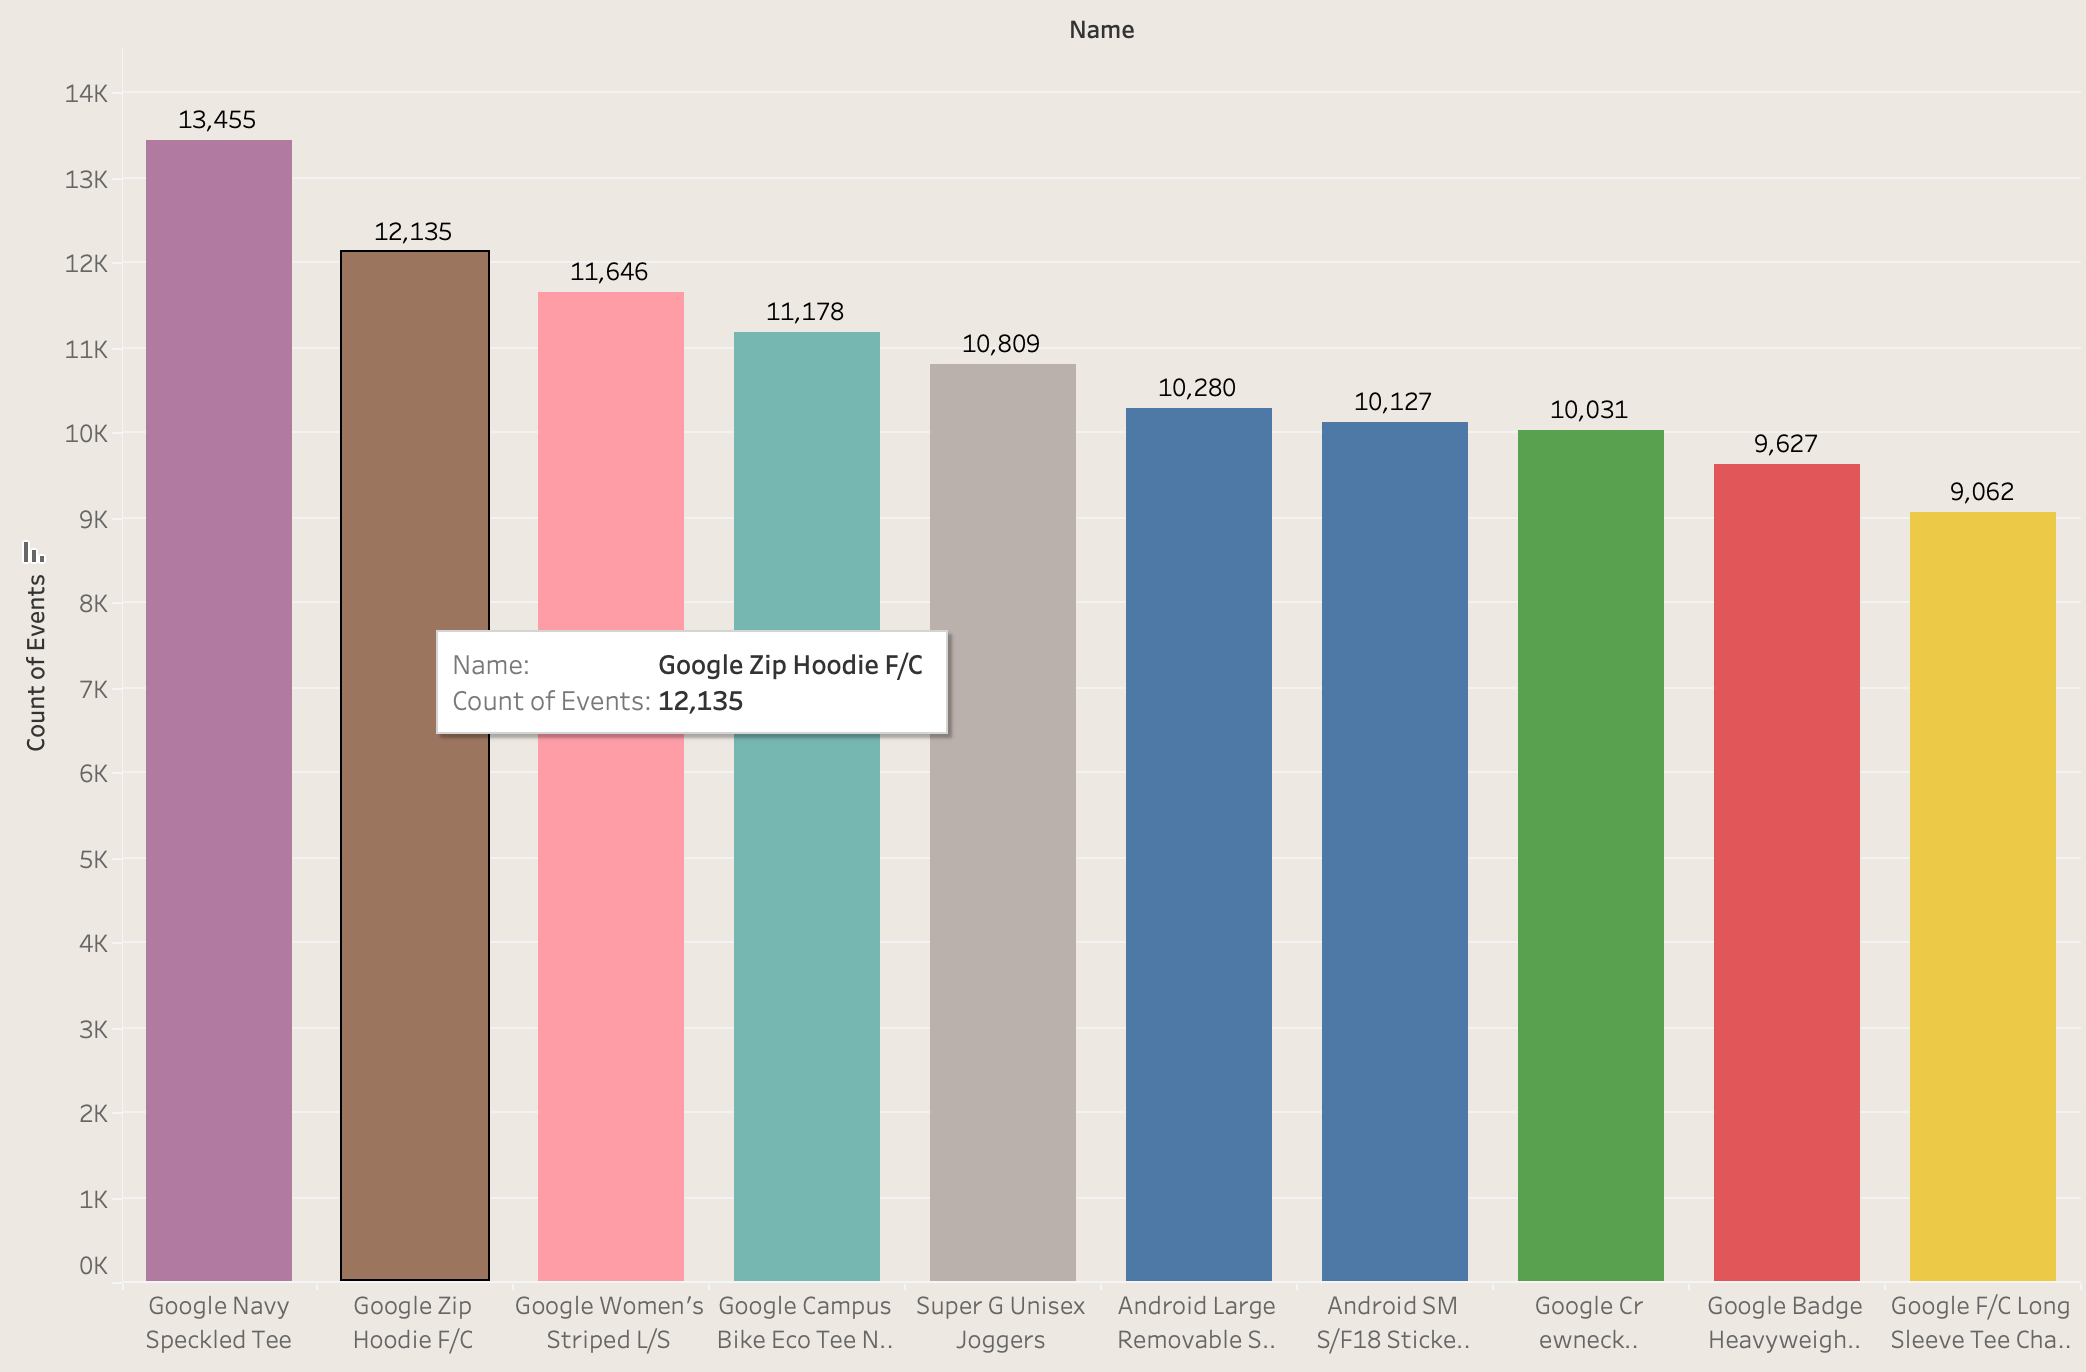 Name
14K
13K
12K
11K
10K
9K
8K
7K
6K
5K
4K
3K
2K
1K
0K
Count of Events
13,455
12,135
11,646
11,178
10,809
10,280
10,127
10,031
9,627
9,062
Name: Google Zip Hoodie F/C
Count of Events: 12,135
Google Navy
Speckled Tee
Google Zip
Hoodie F/C
Google Women's
Striped L/S
Google Campus
Bike Eco Tee N..
Super G Unisex
Joggers
Android Large
Removable S..
Android SM
S/F18 Sticke..
Google Cr
ewneck..
Google Badge
Heavyweigh..
Google F/C Long
Sleeve Tee Cha..